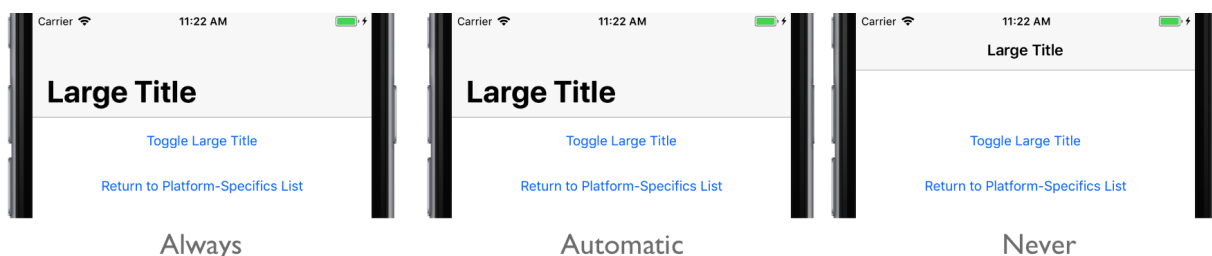 Carrier 11:22 AM
Large Title
Toggle Large Title
Return to Platform-Specifics List
Always
Carrier 11:22 AM
Large Title
Toggle Large Title
Return to Platform-Specifics List
Automatic
Carrier 11:22 AM
Large Title
Toggle Large Title
Return to Platform-Specifics List
Never